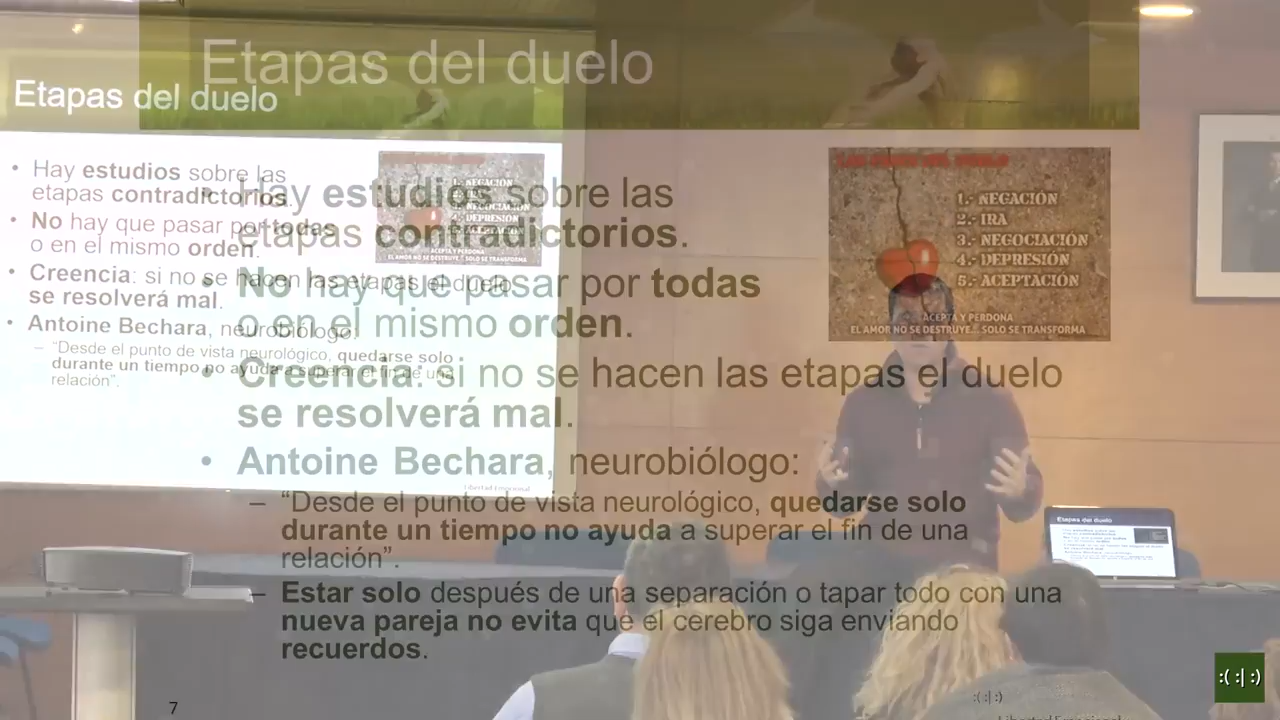 Etapas del duelo
Hay estudios sobre las
etapas contradictorios.
No hay que pasar por todas
o en el mismo orden.
Creencia: si no se hacen las etapas el duelo
se resolverá mal.
Antoine Bechara, neurobiólogo:
– “Desde el punto de vista neurológico, quedarse solo
durante un tiempo no ayuda a superar el fin de una
relación”.
Etapas del duelo
LAS FASES DEL DUELO
1.- NEGACIÓN
2.- IRA
3.- NEGOCIACIÓN
4.- DEPRESIÓN
5.- ACEPTACIÓN
ACEPTA Y PERDONA
EL AMOR NO SE DESTRUYE... SOLO SE TRANSFORMA
• Hay estudios sobre las
etapas contradictorios.
• No hay que pasar por todas
o en el mismo orden.
• Creencia: si no se hacen las etapas el duelo
se resolverá mal.
• Antoine Bechara, neurobiólogo:
– “Desde el punto de vista neurológico, quedarse solo
durante un tiempo no ayuda a superar el fin de una
relación”
– Estar solo después de una separación o tapar todo con una
nueva pareja no evita que el cerebro siga enviando
recuerdos.
7
:( :| :)
Libertad Emocional
Etapas del duelo
:( :| :)